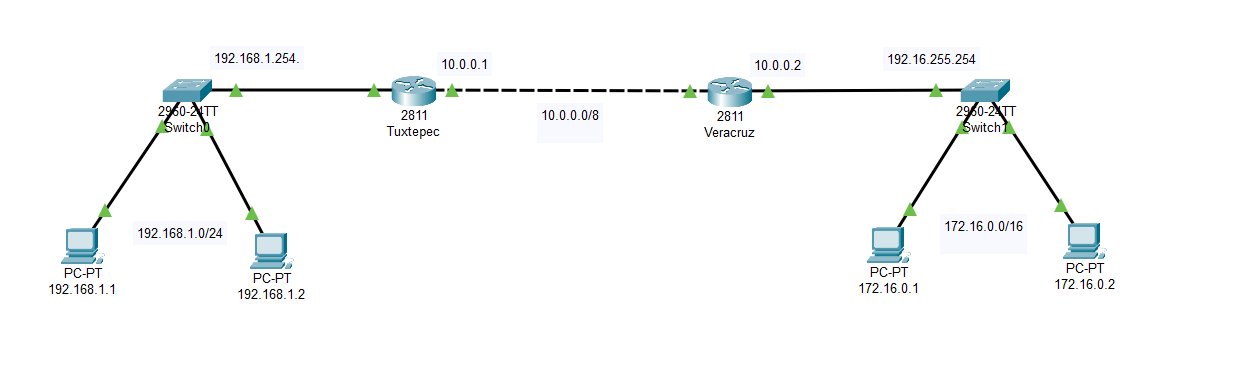 192.168.1.254.
10.0.0.1
10.0.0.2
192.16.255.254
2960-24TT
Switch0
2811
Tuxtepec
10.0.0.0/8
2811
Veracruz
2960-24TT
Switch1
192.168.1.0/24
172.16.0.0/16
PC-PT
192.168.1.1
PC-PT
192.168.1.2
PC-PT
172.16.0.1
PC-PT
172.16.0.2